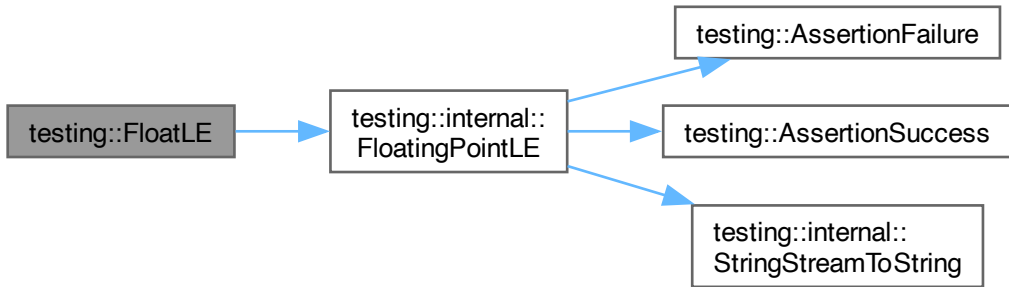 testing::FloatLE
testing::internal::
FloatingPointLE
testing::AssertionFailure
testing::AssertionSuccess
testing::internal::
StringStreamToString